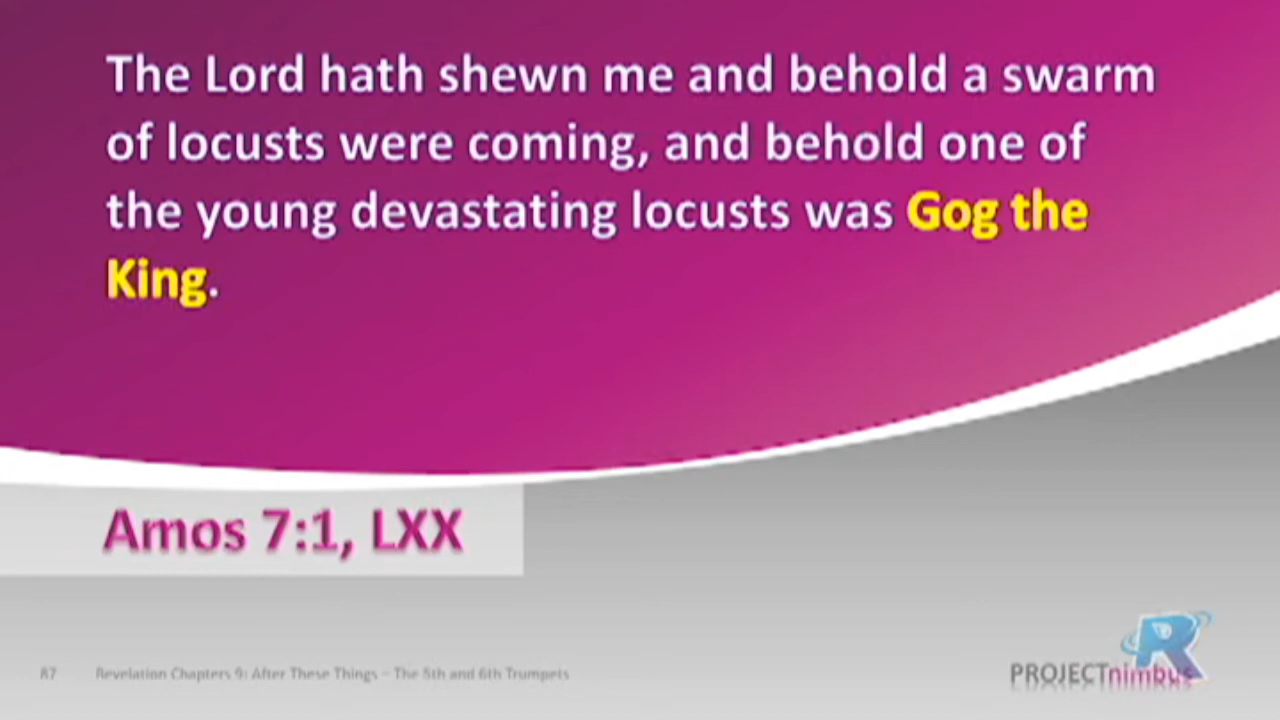 The Lord hath shewn me and behold a swarm
of locusts were coming, and behold one of
the young devastating locusts was Gog the
King.
Amos 7:1, LXX
87 Revelation Chapters 9: After These Things – The 5th and 6th Trumpets
PROJECTnimbus